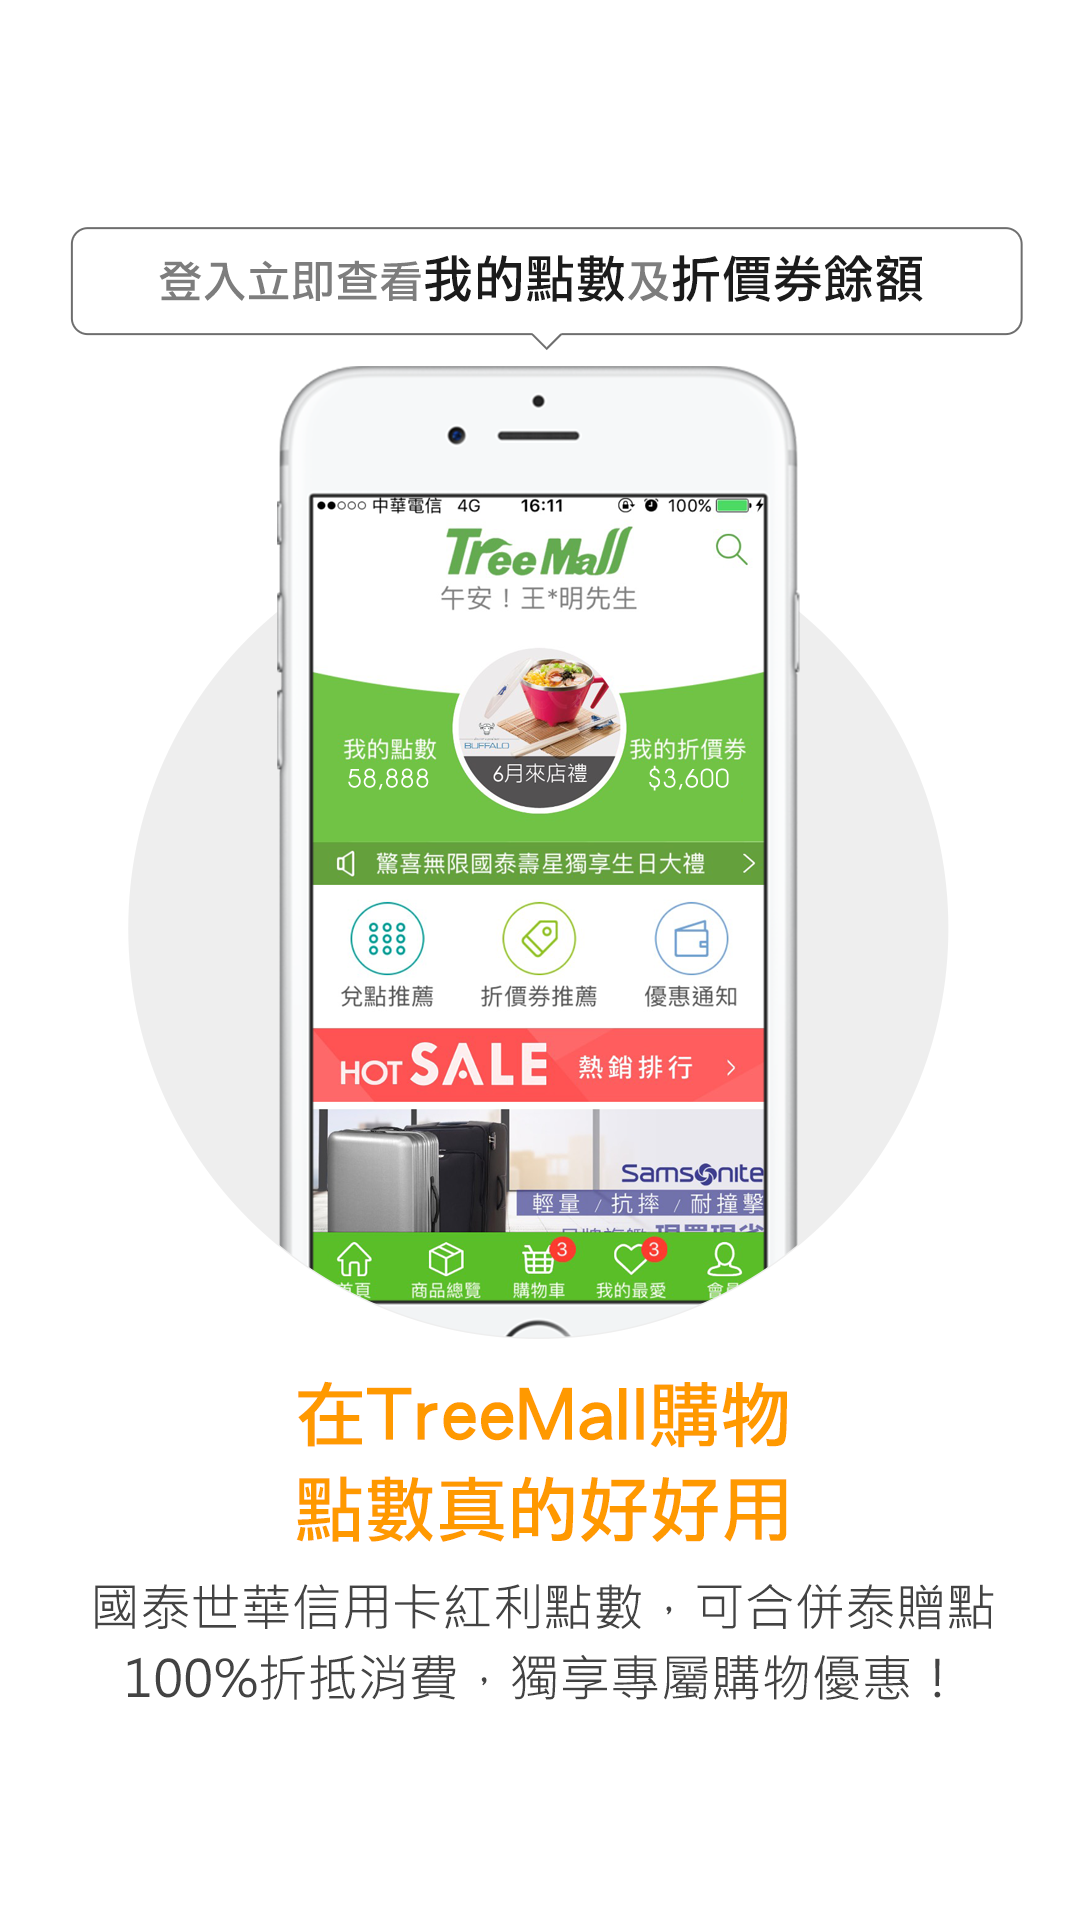 登入立即查看我的點數及折價券餘額
中華電信 4G 16:11 100%
Tree Mall
午安！王*明先生
BUFFALO
6月來店禮
我的點數
58,888
我的折價券
$3,600
驚喜無限國泰壽星獨享生日大禮
兌點推薦 折價券推薦 優惠通知
HOT SALE 熱銷排行
Samsonite
輕量 / 抗摔 / 耐撞擊
3 3
首頁 商品總覽 購物車 我的最愛
在TreeMall購物
點數真的好好用
國泰世華信用卡紅利點數，可合併泰贈點
100%折抵消費，獨享專屬購物優惠！